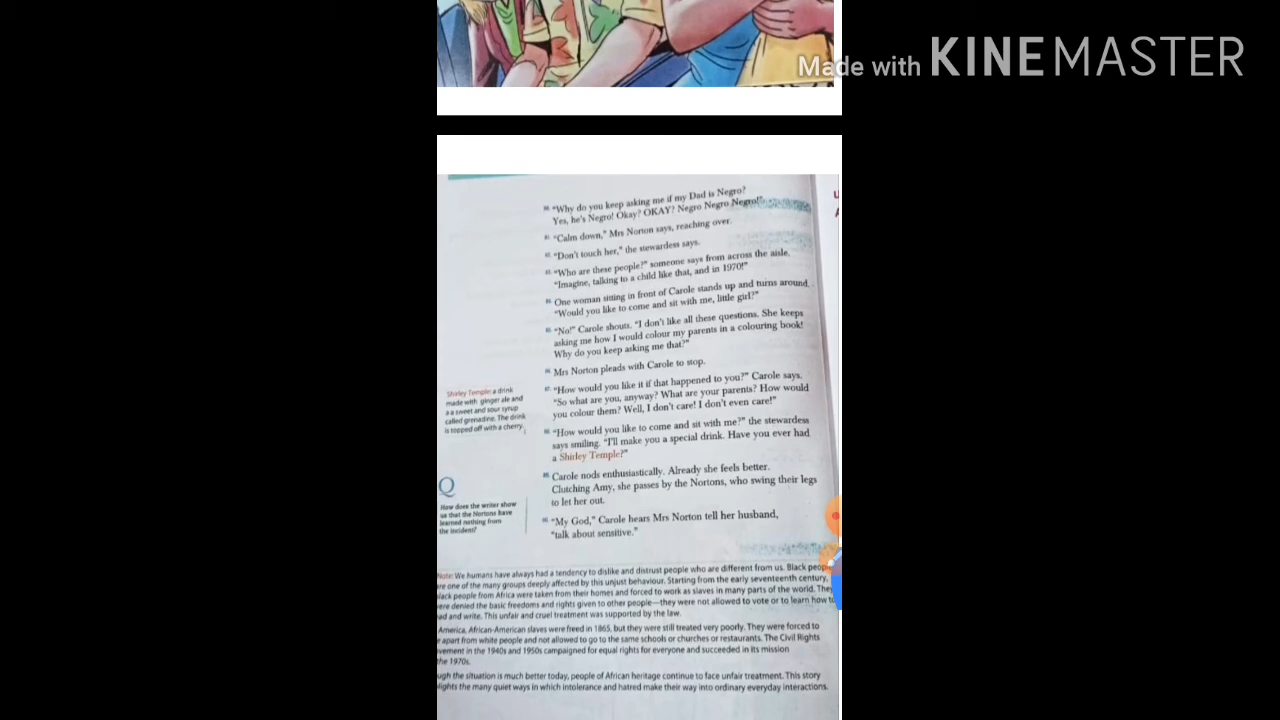 Made with KINEMASTER
30. "Why do you keep asking me if my Dad is Negro?
Yes, he's Negro! Okay? OKAY? Negro Negro Negro!"
"Calm down," Mrs Norton says, reaching over.
"Don't touch her," the stewardess says.
"Who are these people?" someone says from across the aisle.
"Imagine, talking to a child like that, and in 1970!"
One woman sitting in front of Carole stands up and turns around.
"Would you like to come and sit with me, little girl?"
"No!" Carole shouts. "I don't like all these questions. She keeps
asking me how I would colour my parents in a colouring book!
Why do you keep asking me that?"
Mrs Norton pleads with Carole to stop.
"How would you like it if that happened to you?" Carole says.
"So what are you, anyway? What are your parents? How would
you colour them? Well, I don't care! I don't even care!"
"How would you like to come and sit with me?" the stewardess
says smiling. "I'll make you a special drink. Have you ever had
a Shirley Temple?"
Carole nods enthusiastically. Already she feels better.
Clutching Amy, she passes by the Nortons, who swing their legs
to let her out.
"My God," Carole hears Mrs Norton tell her husband,
"talk about sensitive."
Shirley Temple: a drink
made with ginger ale and
a a sweet and sour syrup
called grenadine. The drink
is topped off with a cherry.
Q
How does the writer show
us that the Nortons have
learned nothing from
the incident?
Note: We humans have always had a tendency to dislike and distrust people who are different from us. Black people
are one of the many groups deeply affected by this unjust behaviour. Starting from the early seventeenth century,
lack people from Africa were taken from their homes and forced to work as slaves in many parts of the world. They
ere denied the basic freedoms and rights given to other people—they were not allowed to vote or to learn how to
ad and write. This unfair and cruel treatment was supported by the law.
America, African-American slaves were freed in 1865, but they were still treated very poorly. They were forced to
e apart from white people and not allowed to go to the same schools or churches or restaurants. The Civil Rights
vement in the 1940s and 1950s campaigned for equal rights for everyone and succeeded in its mission
the 1970s.
ugh the situation is much better today, people of African heritage continue to face unfair treatment. This story
lights the many quiet ways in which intolerance and hatred make their way into ordinary everyday interactions.